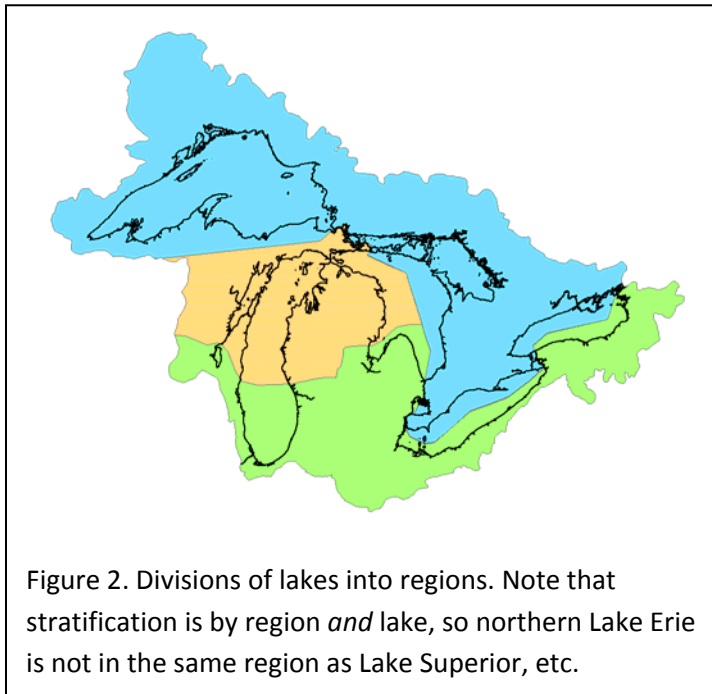 Figure 2. Divisions of lakes into regions. Note that
stratification is by region and lake, so northern Lake Erie
is not in the same region as Lake Superior, etc.